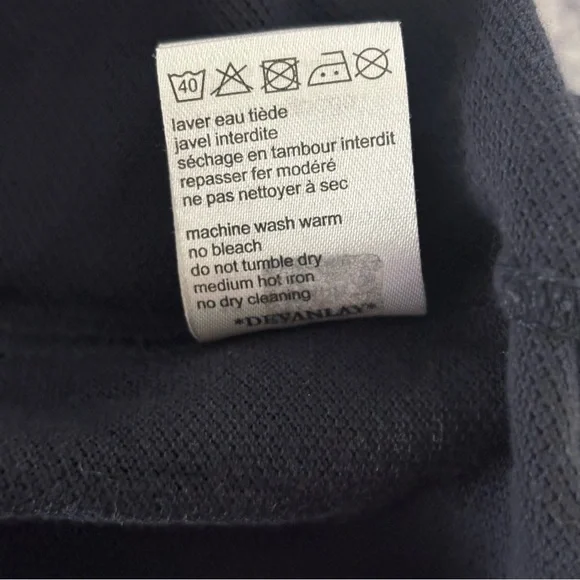 40
laver eau tiède
javel interdite
séchage en tambour interdit
repasser fer modéré
ne pas nettoyer à sec
machine wash warm
no bleach
do not tumble dry
medium hot iron
no dry cleaning
*DEVANLAY*